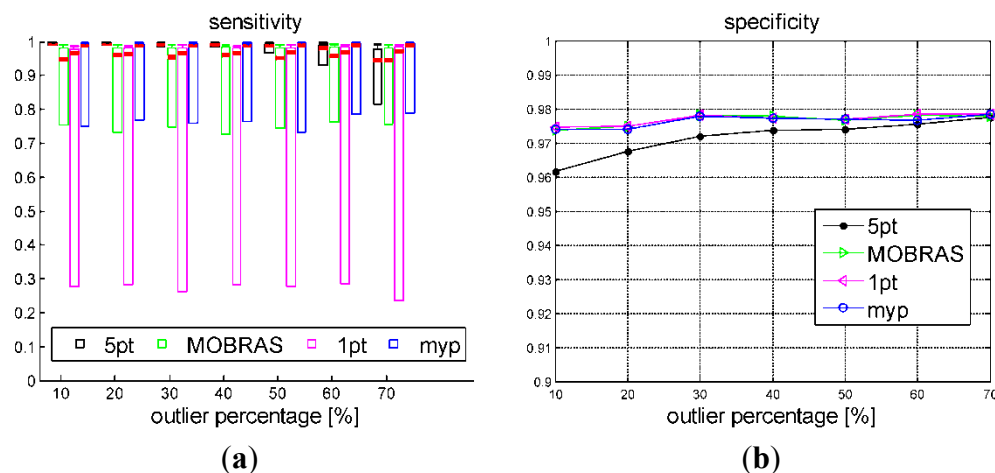 sensitivity
1
0.9
0.8
0.7
0.6
0.5
0.4
0.3
0.2
0.1
0
5pt MOBRAS 1pt myp
10 20 30 40 50 60 70
outlier percentage [%]
(a)
specificity
1
0.99
0.98
0.97
0.96
0.95
0.94
0.93
0.92
0.91
0.9
5pt
MOBRAS
1pt
myp
10 20 30 40 50 60 70
outlier percentage [%]
(b)